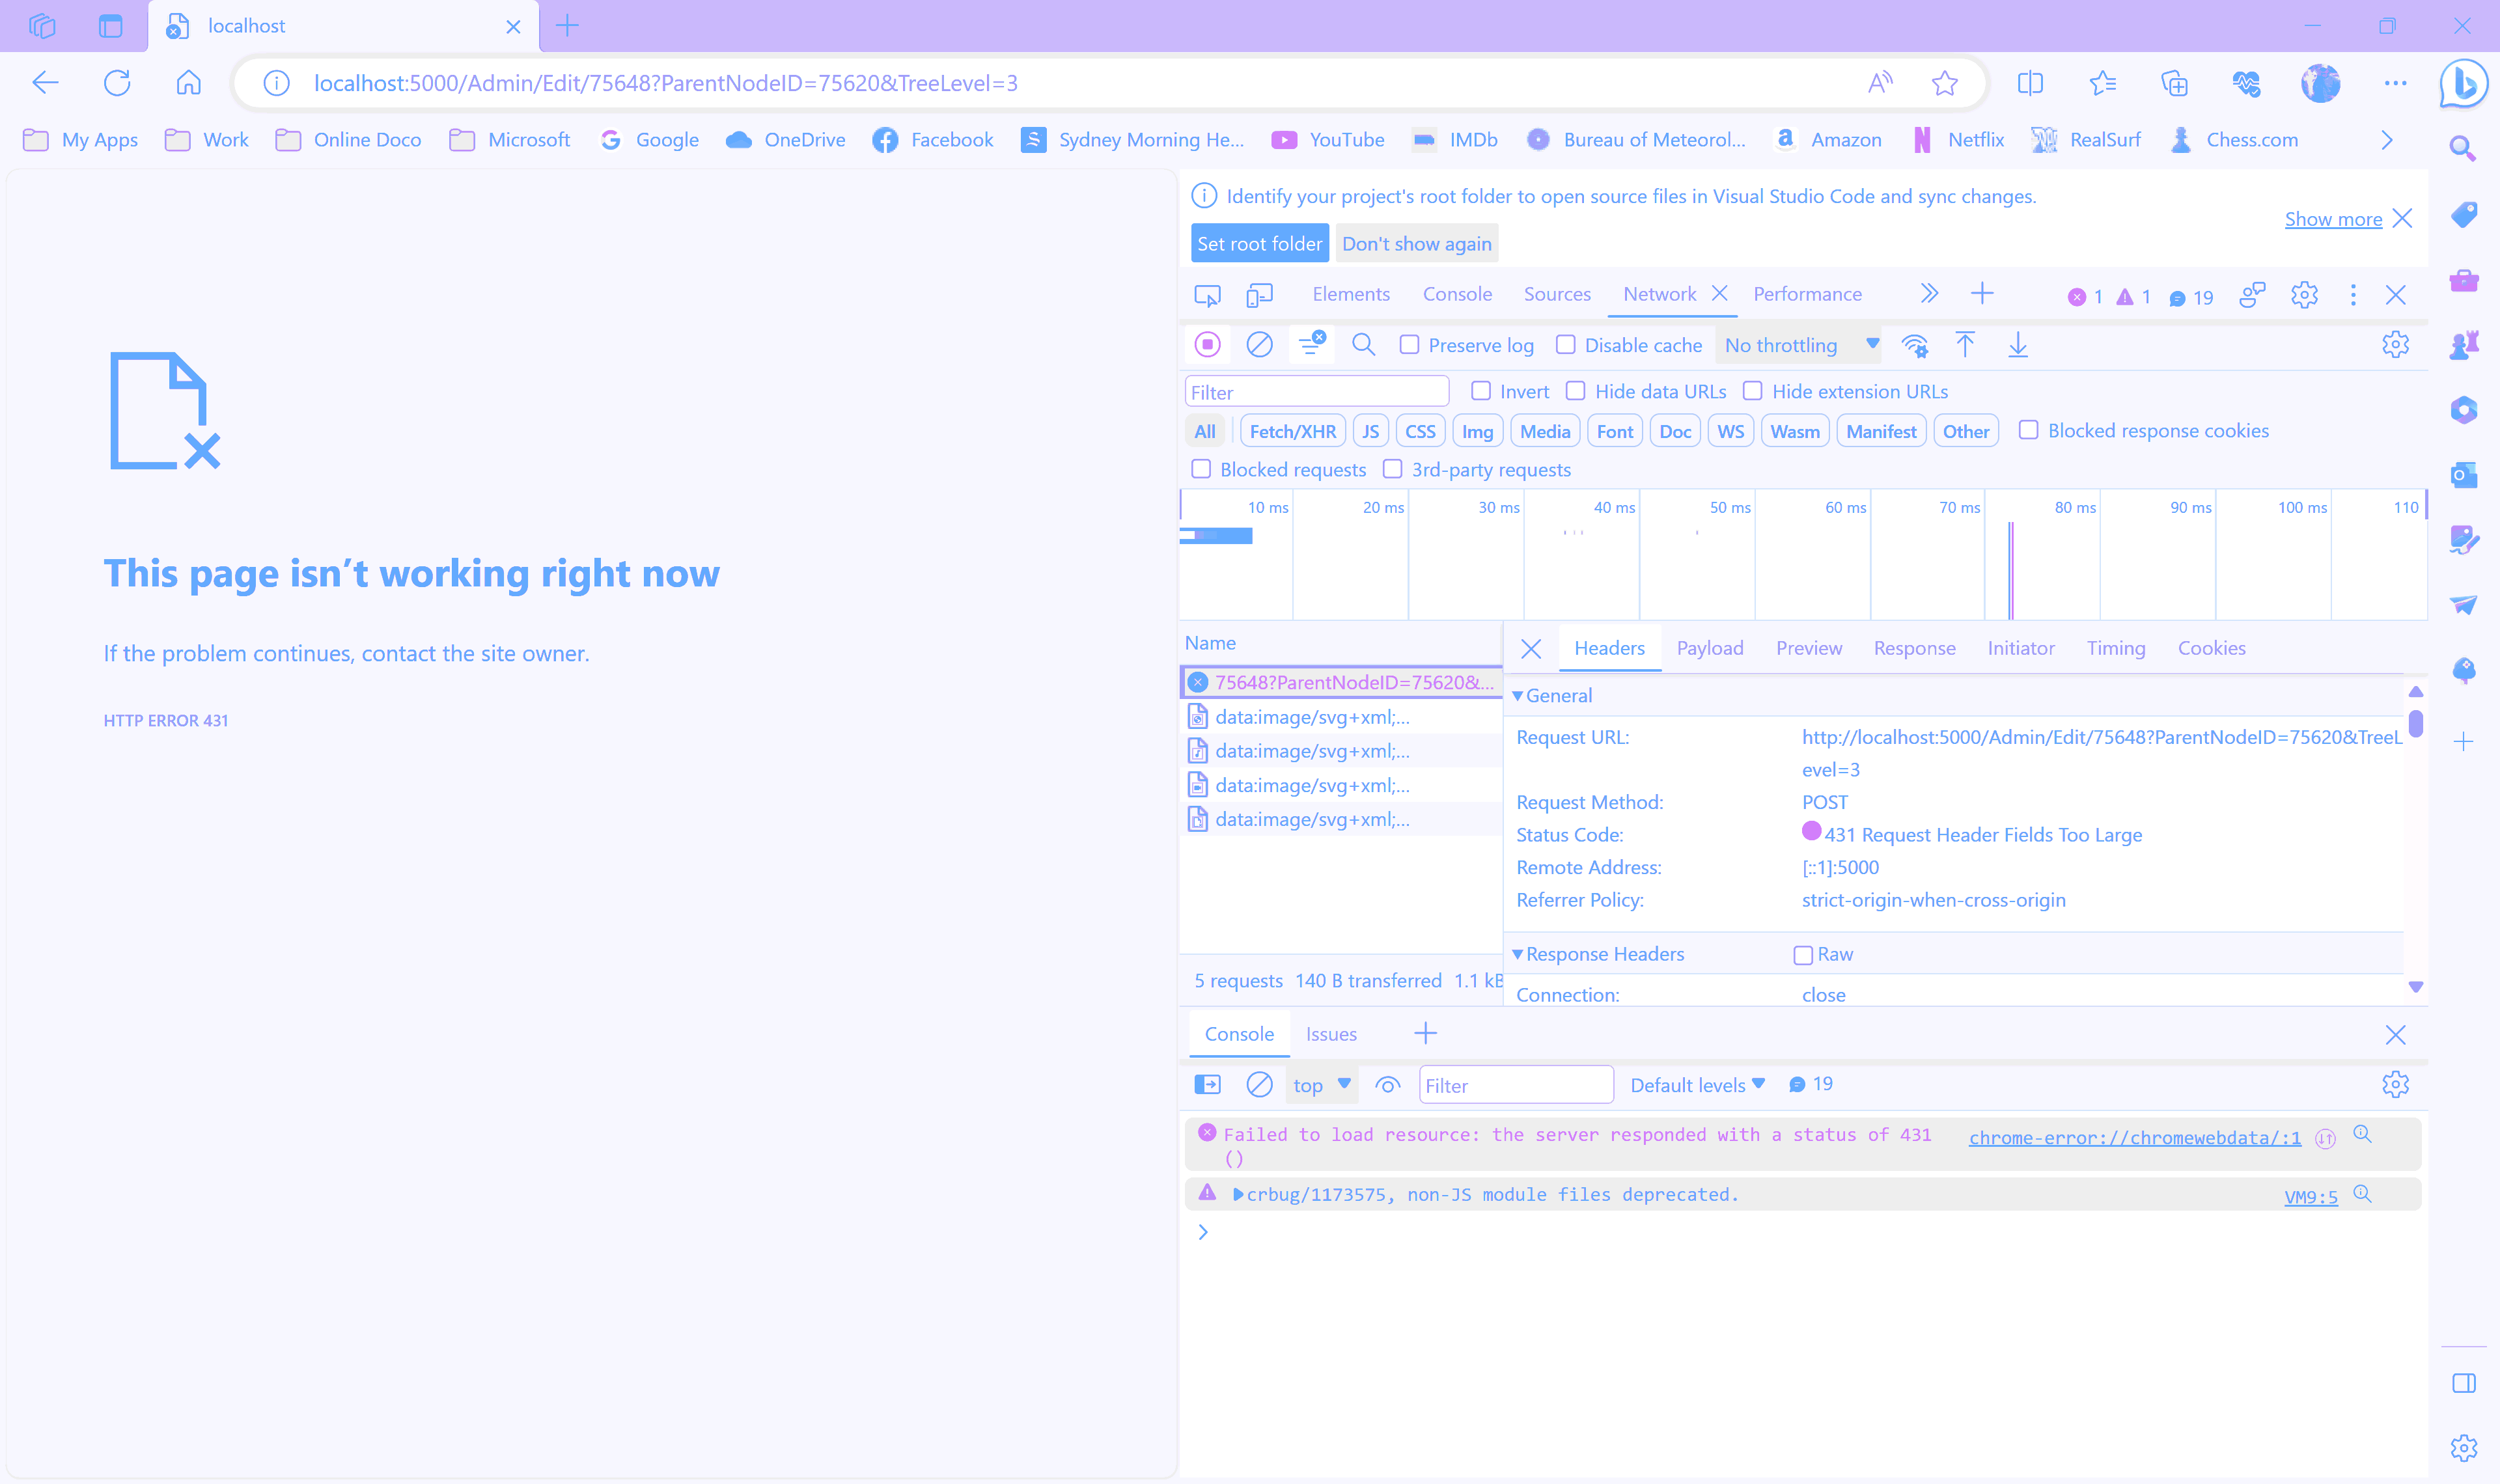 localhost
localhost:5000/Admin/Edit/75648?ParentNodeID=75620&TreeLevel=3
My Apps Work Online Doco Microsoft Google OneDrive Facebook Sydney Morning He... YouTube IMDb Bureau of Meteorol... Amazon Netflix RealSurf Chess.com
This page isn’t working right now
If the problem continues, contact the site owner.
HTTP ERROR 431
Identify your project's root folder to open source files in Visual Studio Code and sync changes.
Show more
Set root folder Don't show again
Elements Console Sources Network Performance 1 1 19
Preserve log Disable cache No throttling
Filter Invert Hide data URLs Hide extension URLs
All Fetch/XHR JS CSS Img Media Font Doc WS Wasm Manifest Other Blocked response cookies
Blocked requests 3rd-party requests
10 ms 20 ms 30 ms 40 ms 50 ms 60 ms 70 ms 80 ms 90 ms 100 ms 110
Name
75648?ParentNodeID=75620&...
data:image/svg+xml;...
data:image/svg+xml;...
data:image/svg+xml;...
data:image/svg+xml;...
5 requests 140 B transferred 1.1 kB
Headers Payload Preview Response Initiator Timing Cookies
General
Request URL: http://localhost:5000/Admin/Edit/75648?ParentNodeID=75620&TreeL
evel=3
Request Method: POST
Status Code: 431 Request Header Fields Too Large
Remote Address: [::1]:5000
Referrer Policy: strict-origin-when-cross-origin
Response Headers Raw
Connection: close
Console Issues
top Filter Default levels 19
Failed to load resource: the server responded with a status of 431 chrome-error://chromewebdata/:1
()
crbug/1173575, non-JS module files deprecated. VM9:5